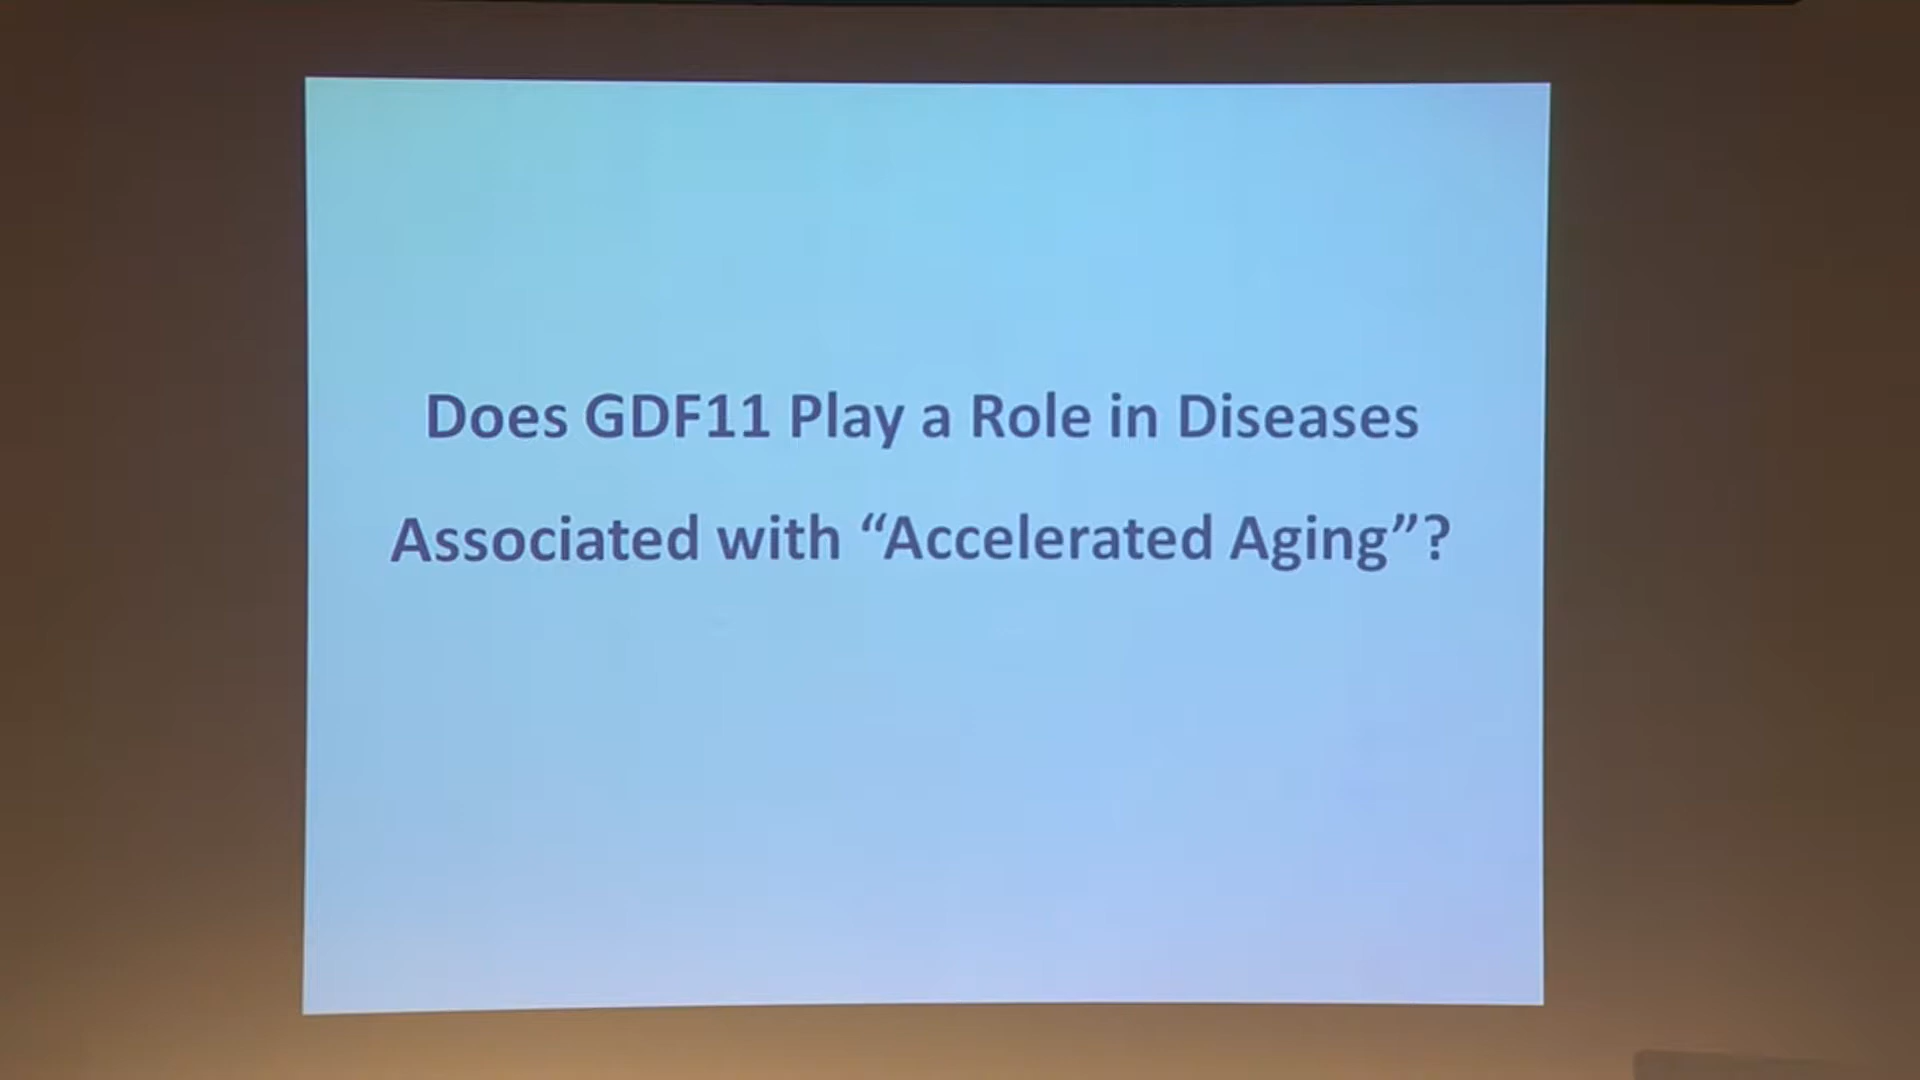 Does GDF11 Play a Role in Diseases
Associated with “Accelerated Aging”?